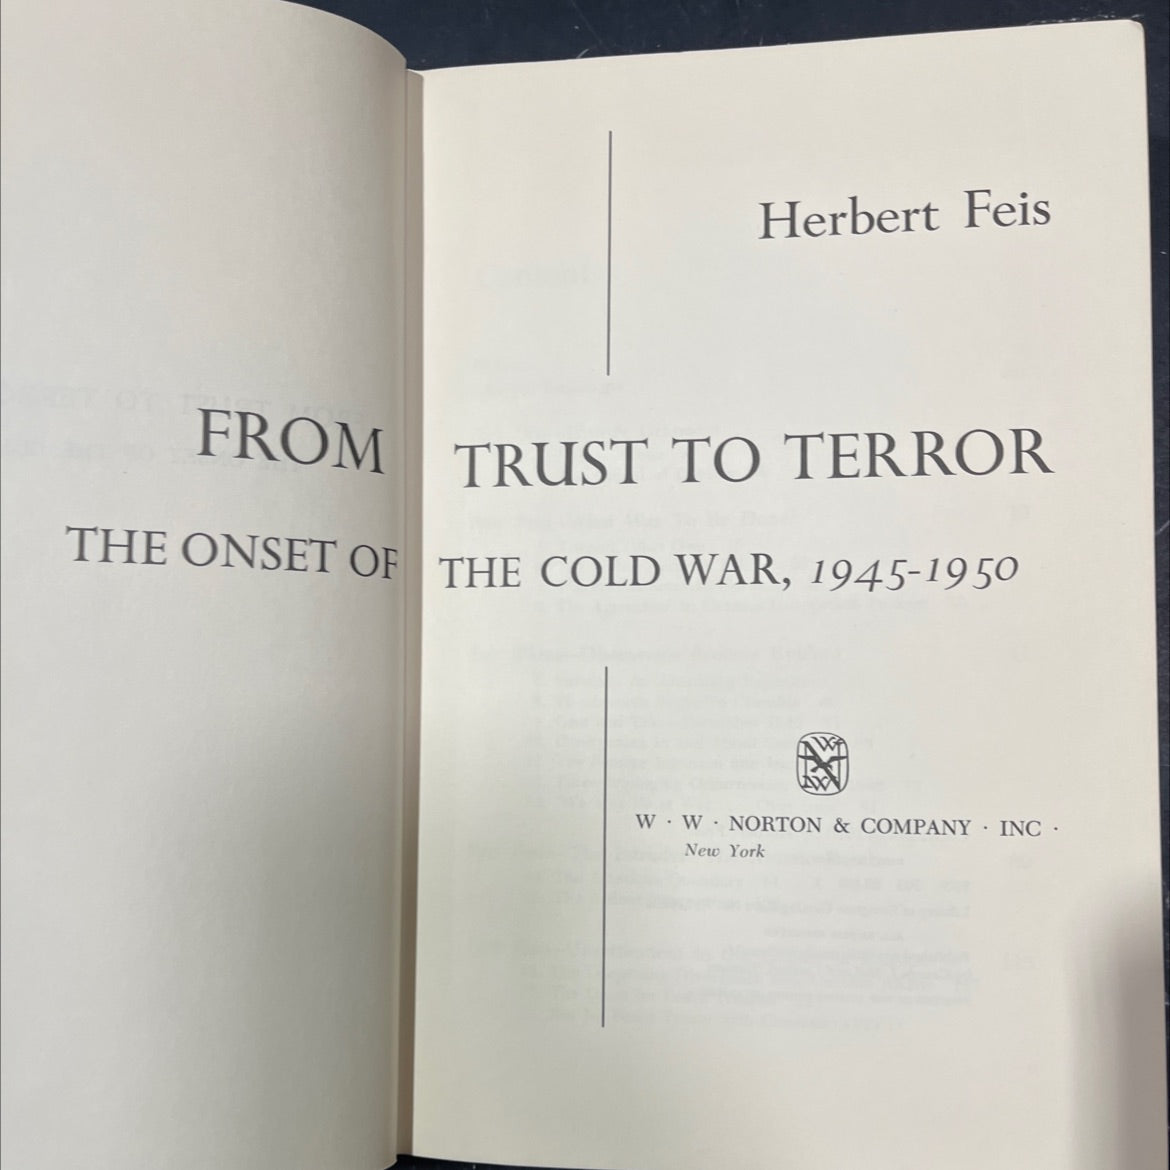 Herbert Feis
FROM TRUST TO TERROR
THE ONSET OF THE COLD WAR, 1945-1950
W · W · NORTON & COMPANY · INC ·
New York